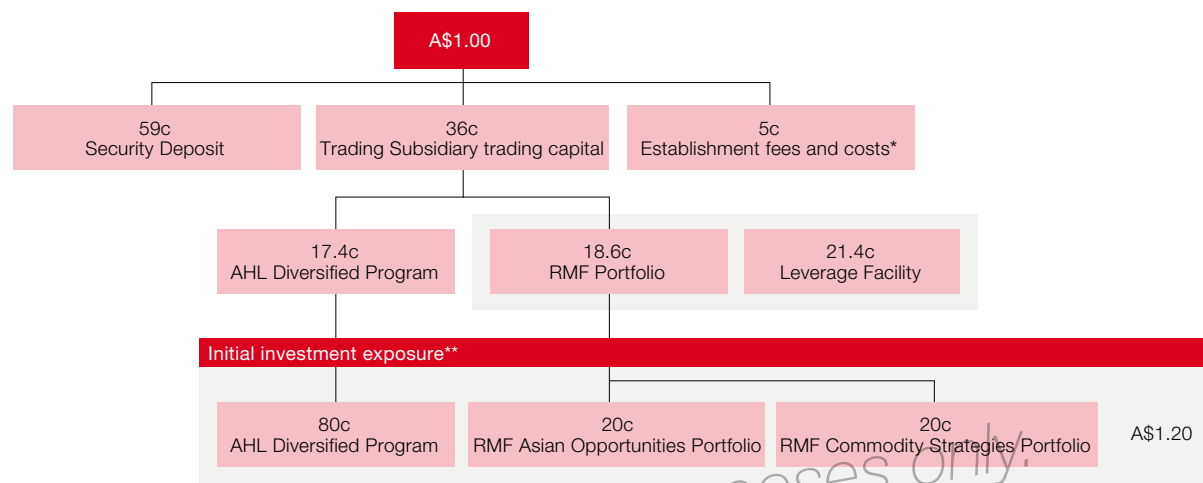 A$1.00
59c
Security Deposit
36c
Trading Subsidiary trading capital
5c
Establishment fees and costs*
17.4c
AHL Diversified Program
18.6c
RMF Portfolio
21.4c
Leverage Facility
Initial investment exposure**
80c
AHL Diversified Program
20c
RMF Asian Opportunities Portfolio
20c
RMF Commodity Strategies Portfolio
A$1.20
only.